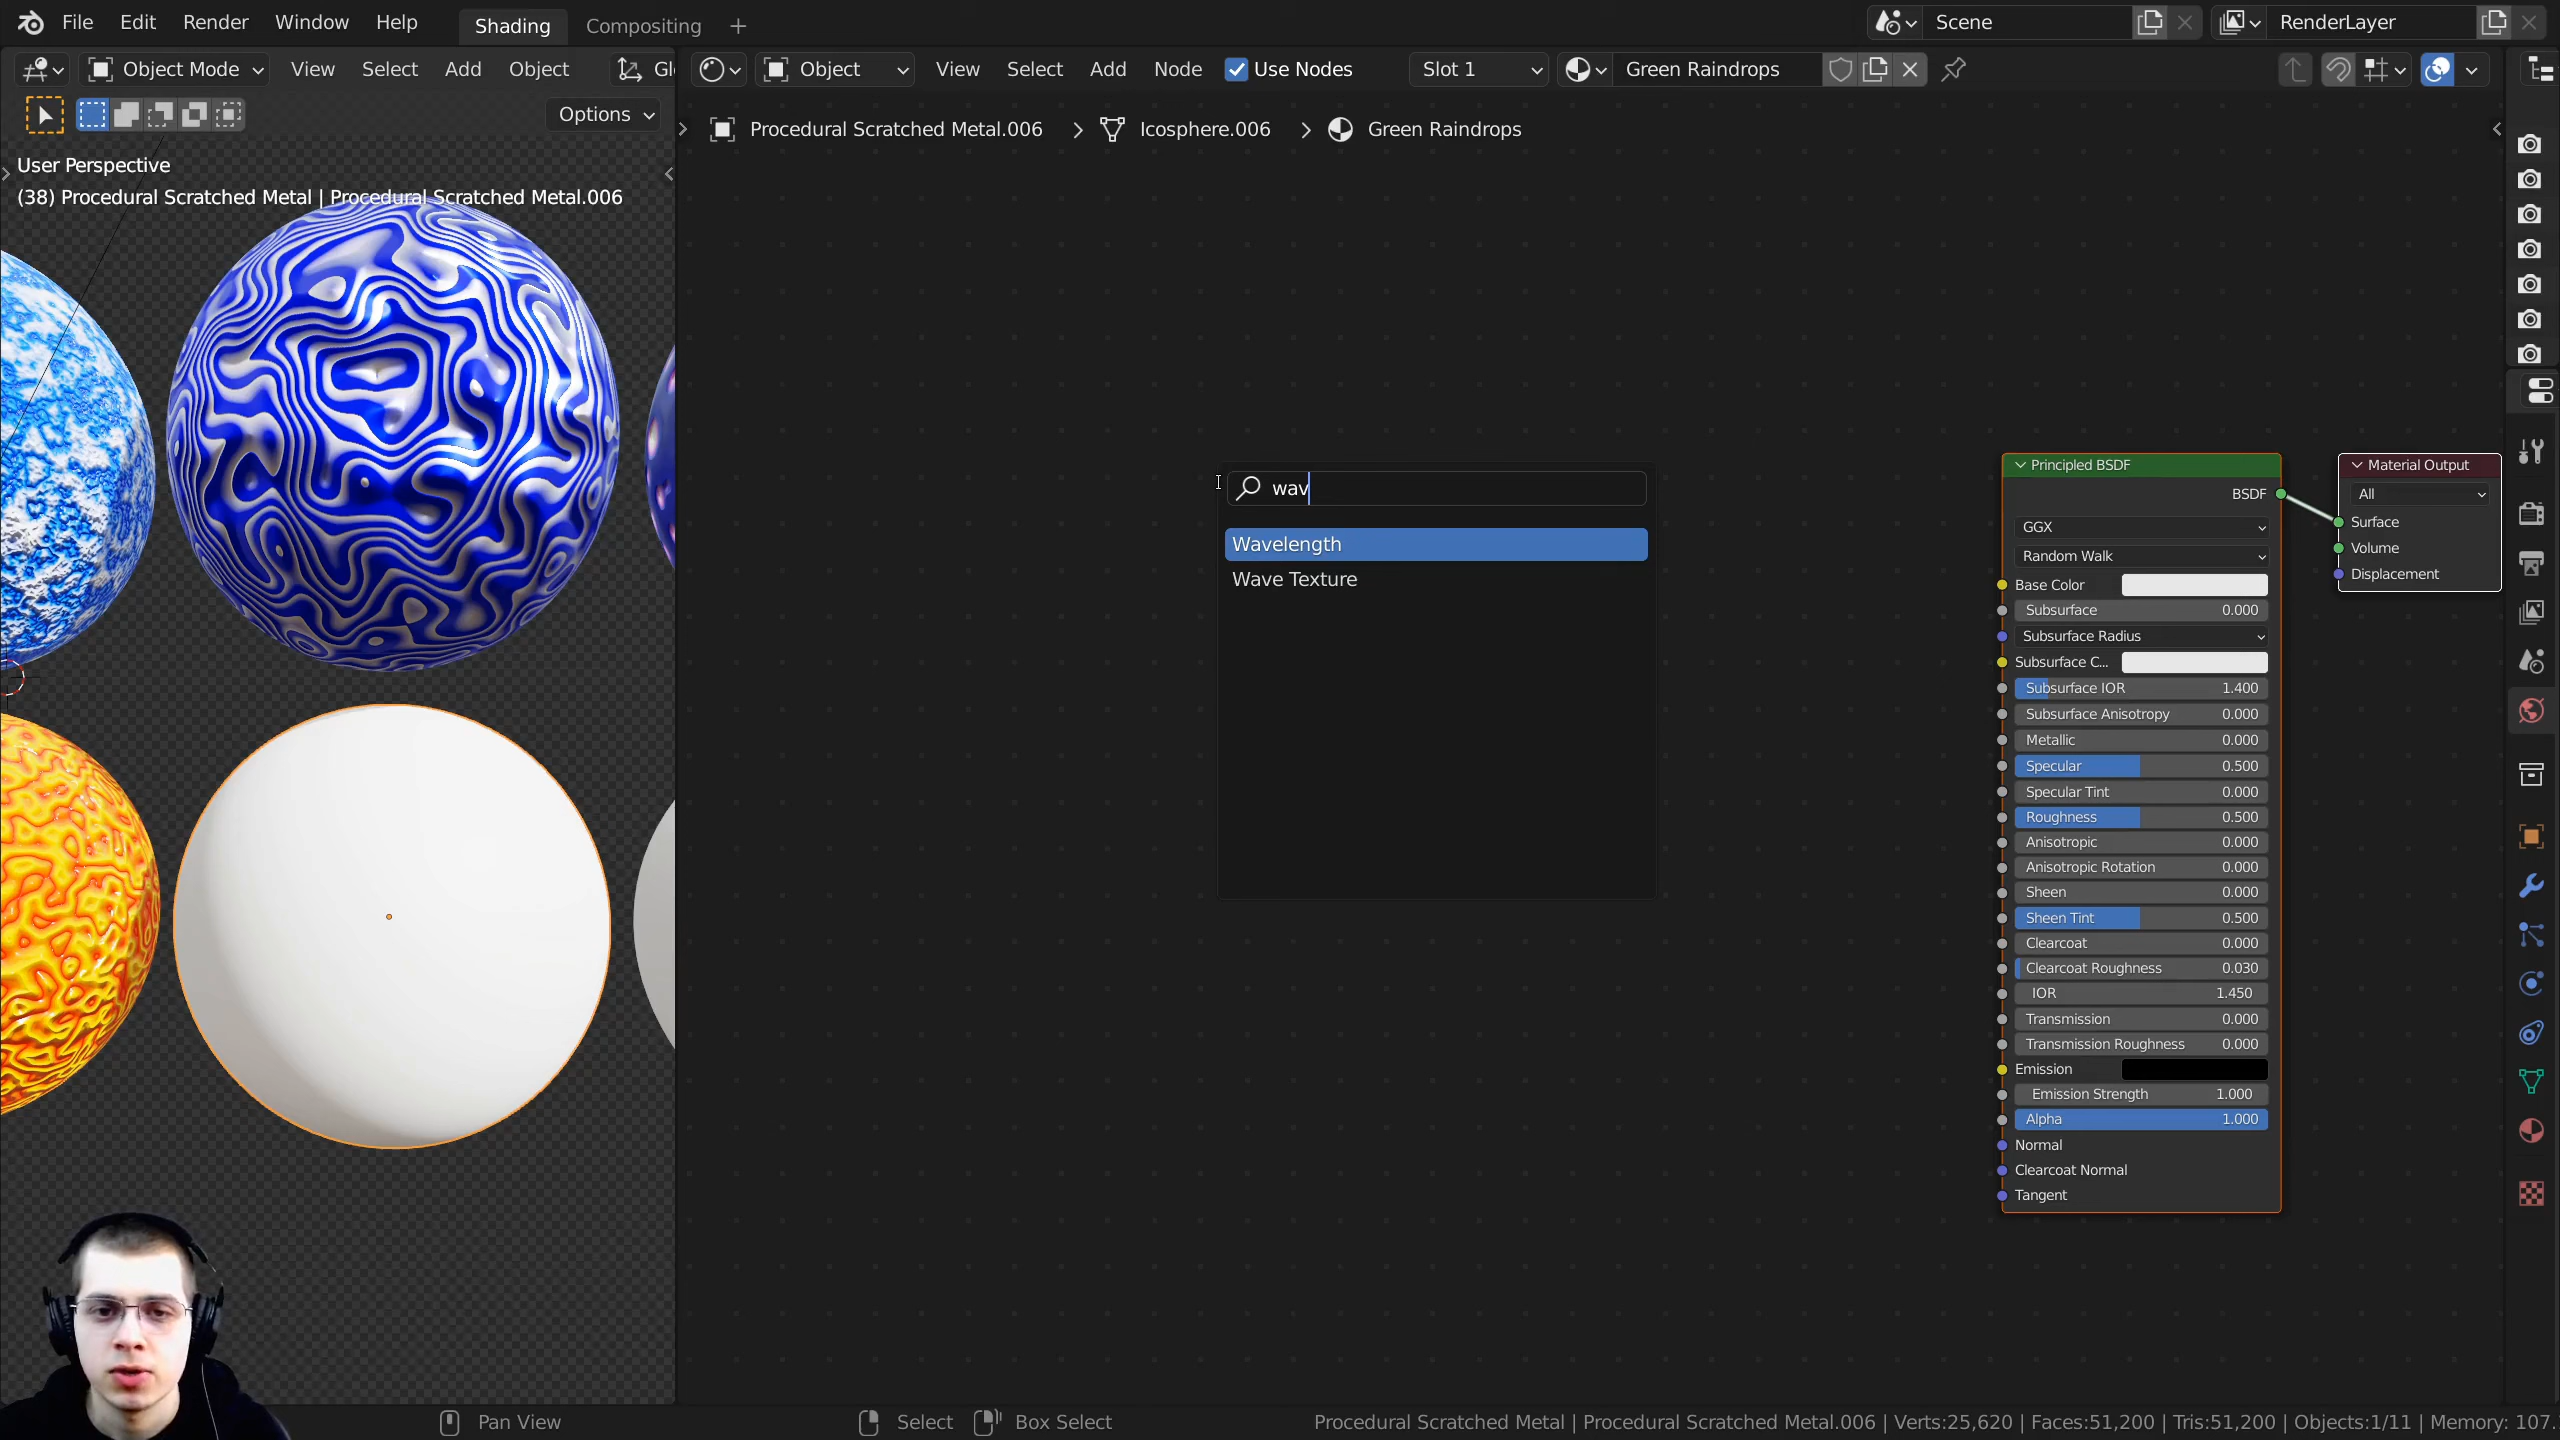 File Edit Render Window Help Shading Compositing + Scene RenderLayer
Object Mode View Select Add Object Gl Object View Select Add Node Use Nodes Slot 1 Green Raindrops
Options
Procedural Scratched Metal.006 > Icosphere.006 > Green Raindrops
User Perspective
(38) Procedural Scratched Metal | Procedural Scratched Metal.006
wav
Wavelength
Wave Texture
Principled BSDF
BSDF
GGX
Random Walk
Base Color
Subsurface 0.000
Subsurface Radius
Subsurface C...
Subsurface IOR 1.400
Subsurface Anisotropy 0.000
Metallic 0.000
Specular 0.500
Specular Tint 0.000
Roughness 0.500
Anisotropic 0.000
Anisotropic Rotation 0.000
Sheen 0.000
Sheen Tint 0.500
Clearcoat 0.000
Clearcoat Roughness 0.030
IOR 1.450
Transmission 0.000
Transmission Roughness 0.000
Emission
Emission Strength 1.000
Alpha 1.000
Normal
Clearcoat Normal
Tangent
Material Output
All
Surface
Volume
Displacement
Pan View Select Box Select Procedural Scratched Metal | Procedural Scratched Metal.006 | Verts:25,620 | Faces:51,200 | Tris:51,200 | Objects:1/11 | Memory: 107.